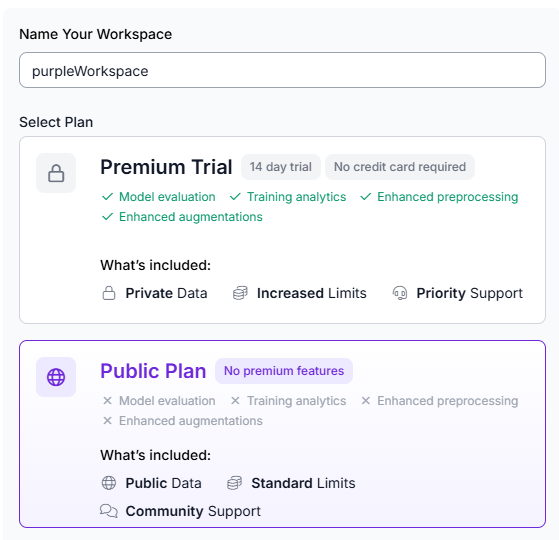 Name Your Workspace
purpleWorkspace
Select Plan
Premium Trial 14 day trial No credit card required
Model evaluation Training analytics Enhanced preprocessing
Enhanced augmentations
What's included:
Private Data Increased Limits Priority Support
Public Plan No premium features
Model evaluation Training analytics Enhanced preprocessing
Enhanced augmentations
What's included:
Public Data Standard Limits
Community Support